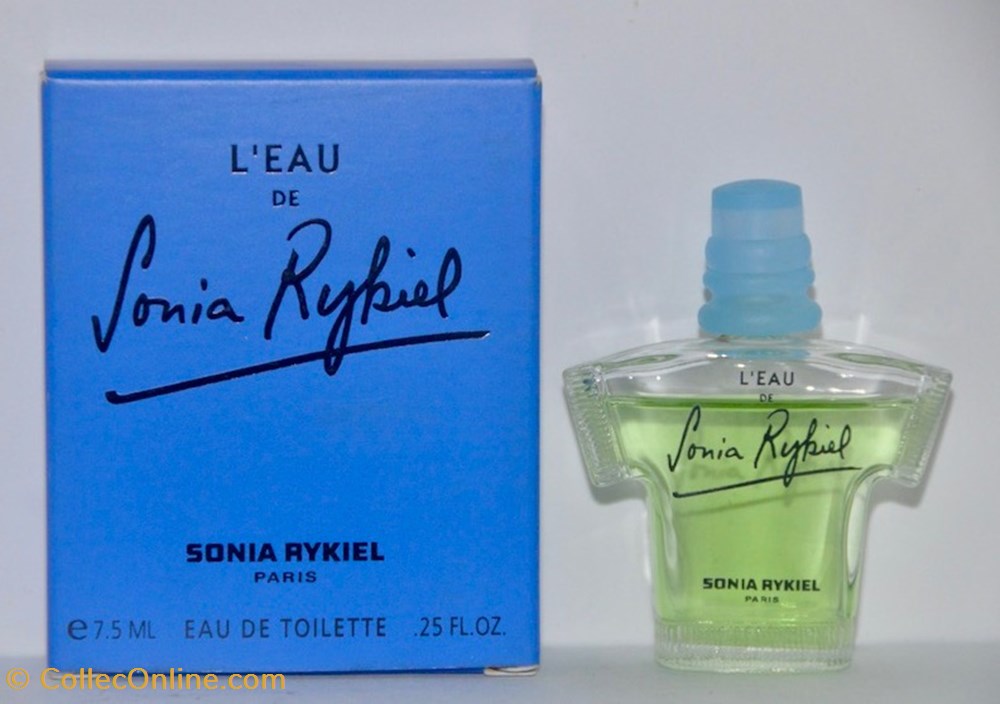 L'EAU
DE
Sonia Rykiel
SONIA RYKIEL
PARIS
e 7.5 ML EAU DE TOILETTE .25 FL.OZ.
L'EAU
DE
Sonia Rykiel
SONIA RYKIEL
PARIS
© CollecOnline.com